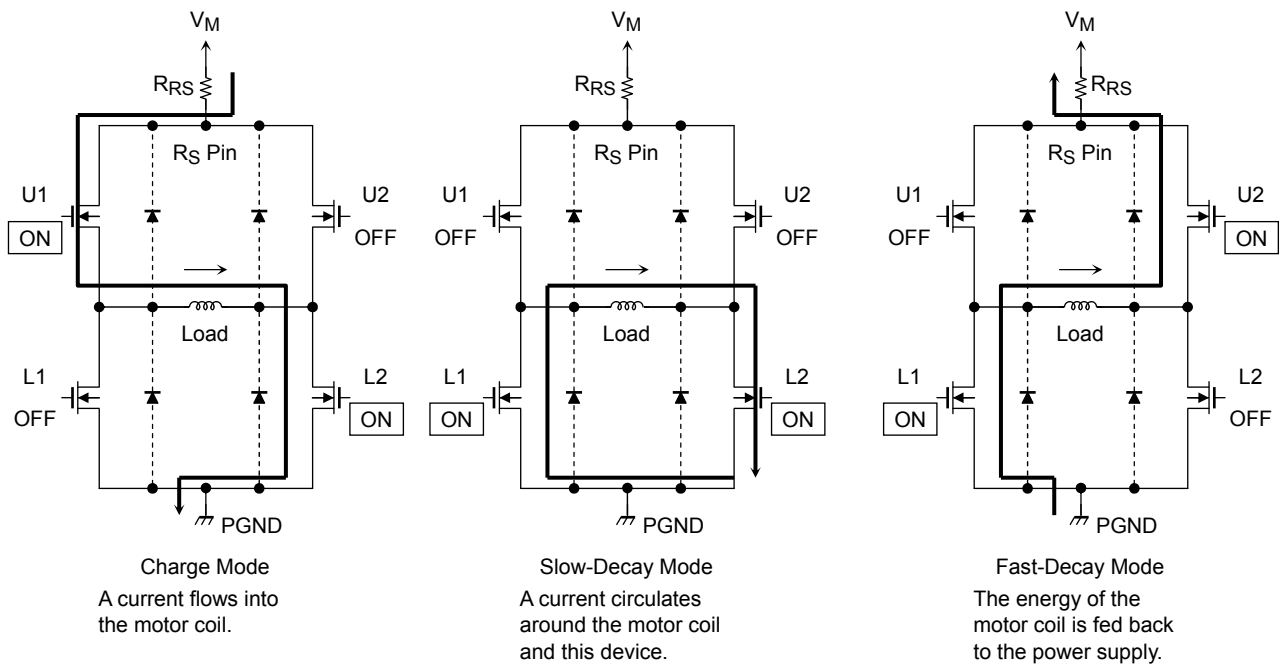 VM
RRS
RS Pin
U1
ON
U2
OFF
Load
L1
OFF
L2
ON
PGND
Charge Mode
A current flows into
the motor coil.
VM
RRS
RS Pin
U1
OFF
U2
OFF
Load
L1
ON
L2
ON
PGND
Slow-Decay Mode
A current circulates
around the motor coil
and this device.
VM
RRS
RS Pin
U1
OFF
U2
ON
Load
L1
ON
L2
OFF
PGND
Fast-Decay Mode
The energy of the
motor coil is fed back
to the power supply.